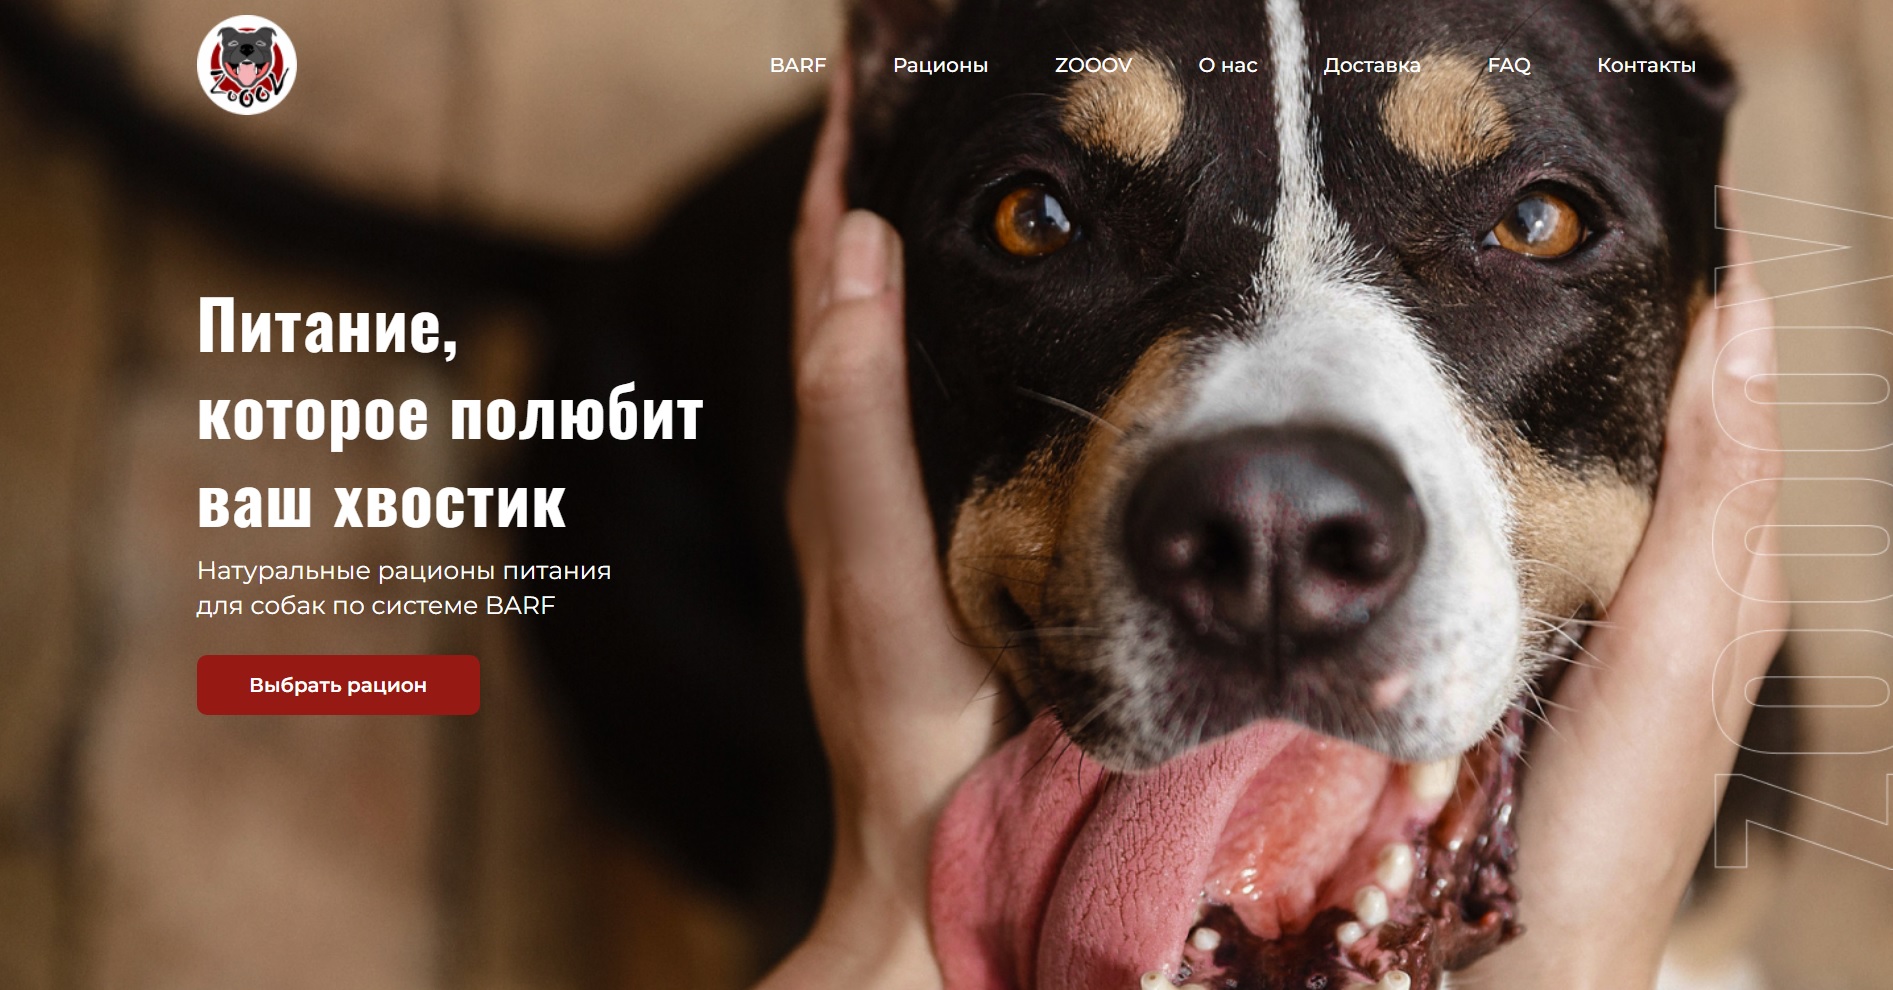 ZOOOV
BARF
Рационы
ZOOOV
О нас
Доставка
FAQ
Контакты
Питание,
которое полюбит
ваш хвостик
Натуральные рационы питания
для собак по системе BARF
Выбрать рацион
ZOOOV